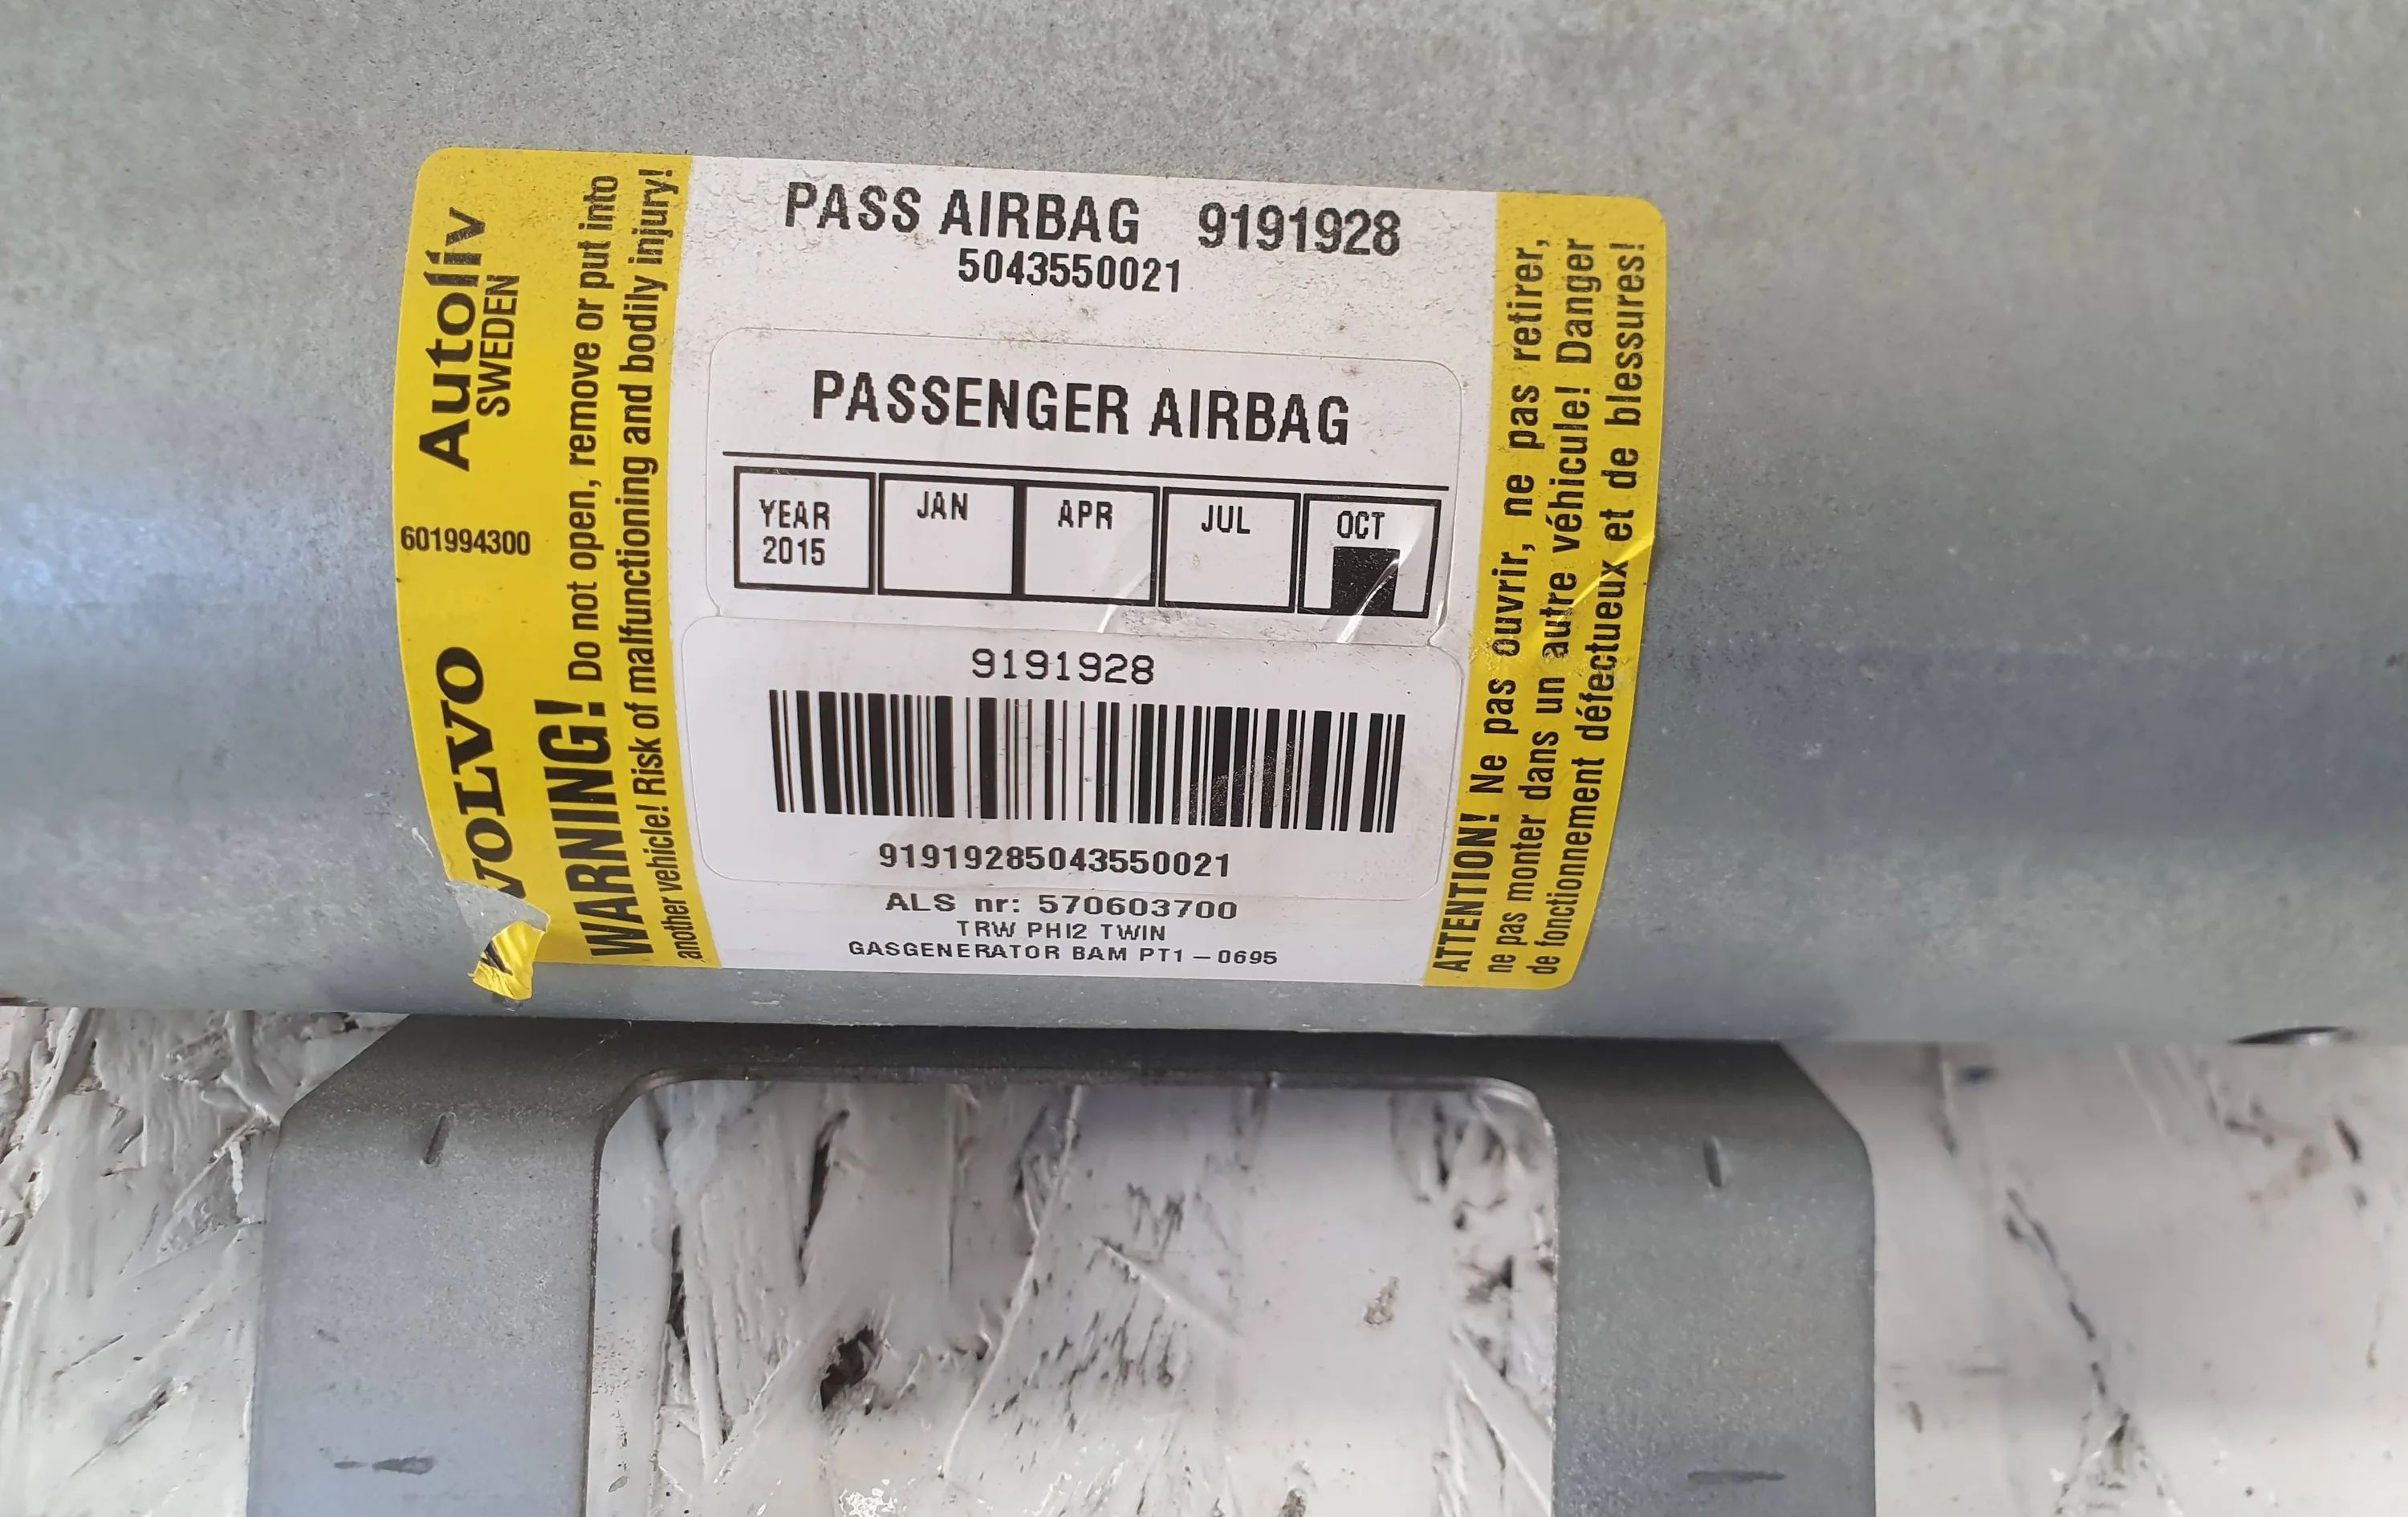 VOLVO 601994300 Autoliv
SWEDEN
WARNING! Do not open, remove or put into
another vehicle! Risk of malfunctioning and bodily injury!
PASS AIRBAG 9191928
5043550021
PASSENGER AIRBAG
YEAR JAN APR JUL OCT
2015
9191928
91919285043550021
ALS nr: 570603700
TRW PHI2 TWIN
GASGENERATOR BAM PT1-0695
ATTENTION! Ne pas ouvrir, ne pas retirer,
ne pas monter dans un autre véhicule! Danger
de fonctionnement défectueux et de blessures!